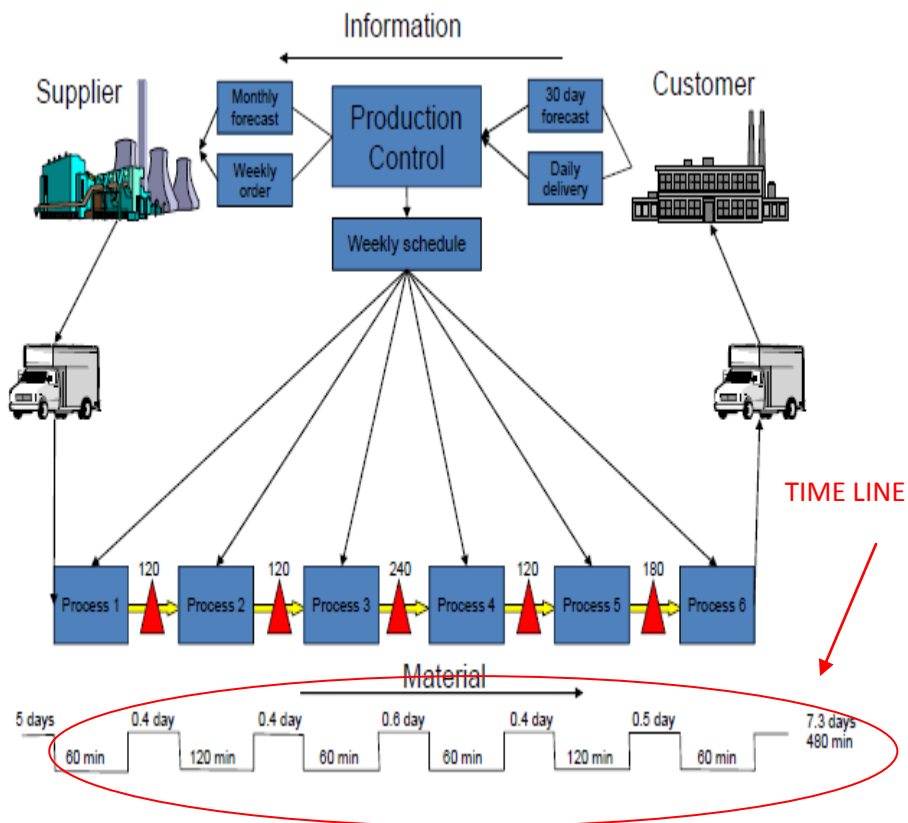 Information
Supplier
Monthly
forecast
Weekly
order
Production
Control
30 day
forecast
Daily
delivery
Customer
Weekly schedule
TIME LINE
120
120
240
120
180
Process 1
Process 2
Process 3
Process 4
Process 5
Process 6
Material
5 days
0.4 day
0.4 day
0.6 day
0.4 day
0.5 day
7.3 days
480 min
60 min
120 min
60 min
60 min
120 min
60 min